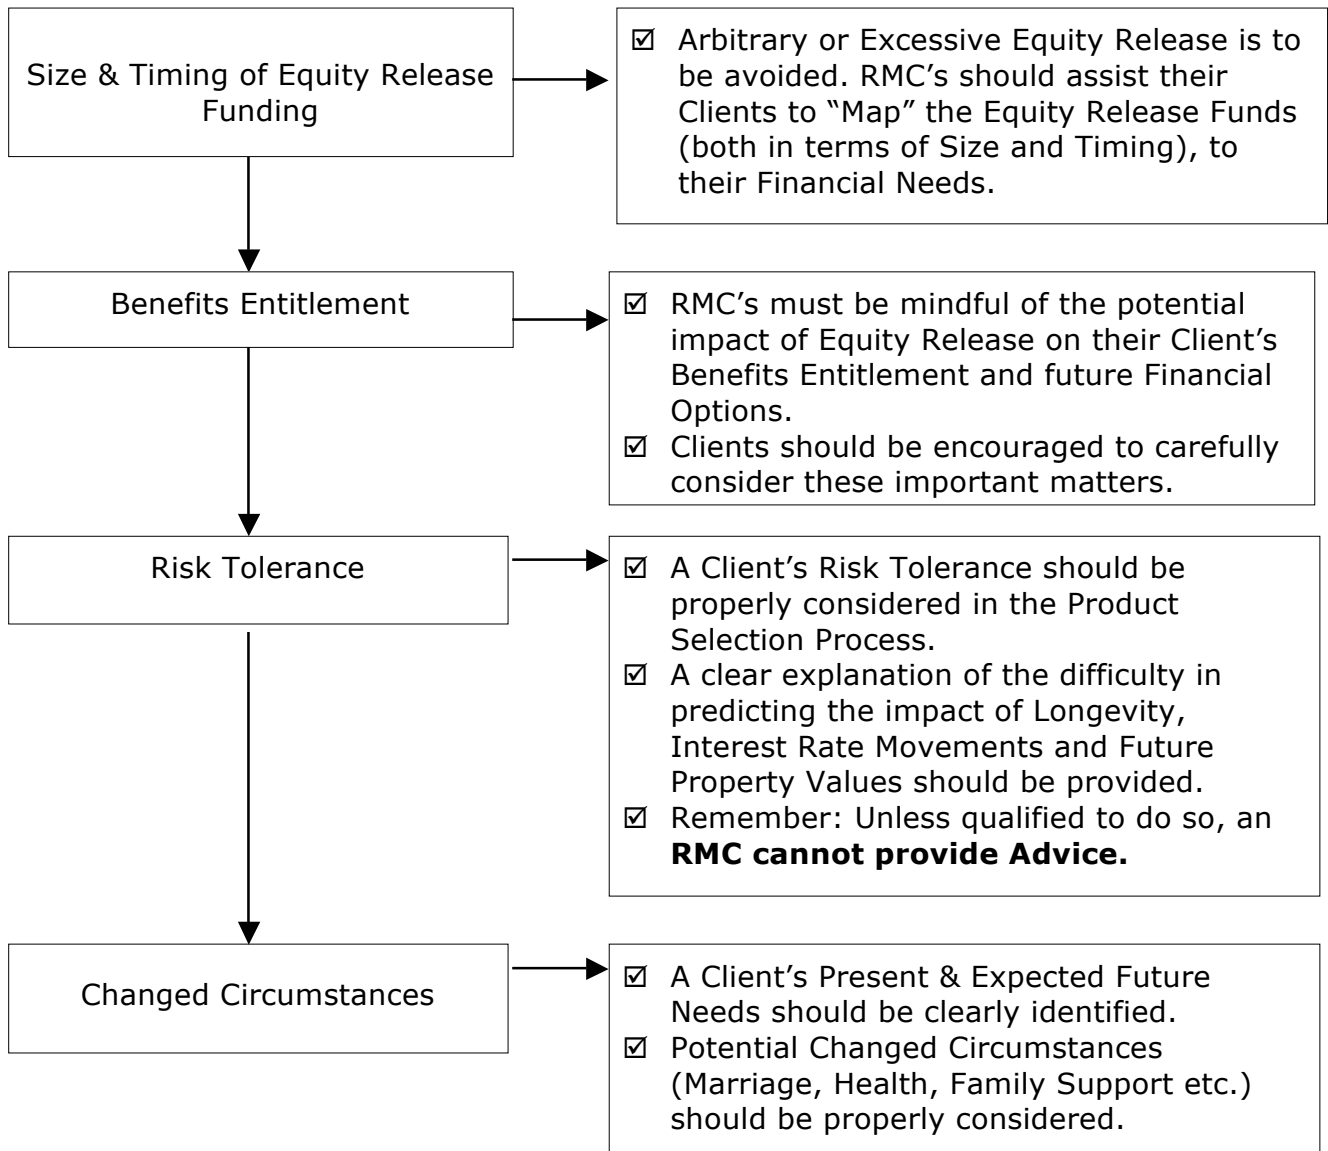 Size & Timing of Equity Release
Funding
☑ Arbitrary or Excessive Equity Release is to
be avoided. RMC’s should assist their
Clients to “Map” the Equity Release Funds
(both in terms of Size and Timing), to
their Financial Needs.
Benefits Entitlement
☑ RMC’s must be mindful of the potential
impact of Equity Release on their Client’s
Benefits Entitlement and future Financial
Options.
☑ Clients should be encouraged to carefully
consider these important matters.
Risk Tolerance
☑ A Client’s Risk Tolerance should be
properly considered in the Product
Selection Process.
☑ A clear explanation of the difficulty in
predicting the impact of Longevity,
Interest Rate Movements and Future
Property Values should be provided.
☑ Remember: Unless qualified to do so, an
RMC cannot provide Advice.
Changed Circumstances
☑ A Client’s Present & Expected Future
Needs should be clearly identified.
☑ Potential Changed Circumstances
(Marriage, Health, Family Support etc.)
should be properly considered.